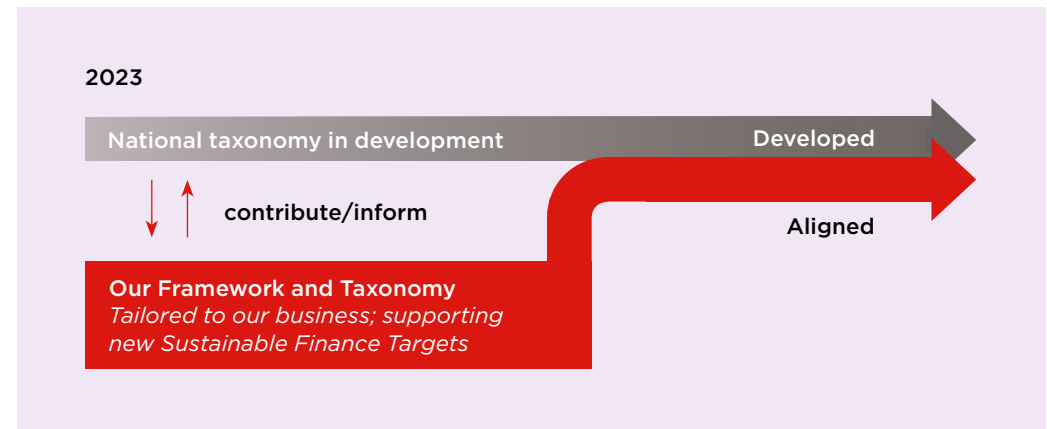 2023
National taxonomy in development
Developed
contribute/inform
Aligned
Our Framework and Taxonomy
Tailored to our business; supporting
new Sustainable Finance Targets